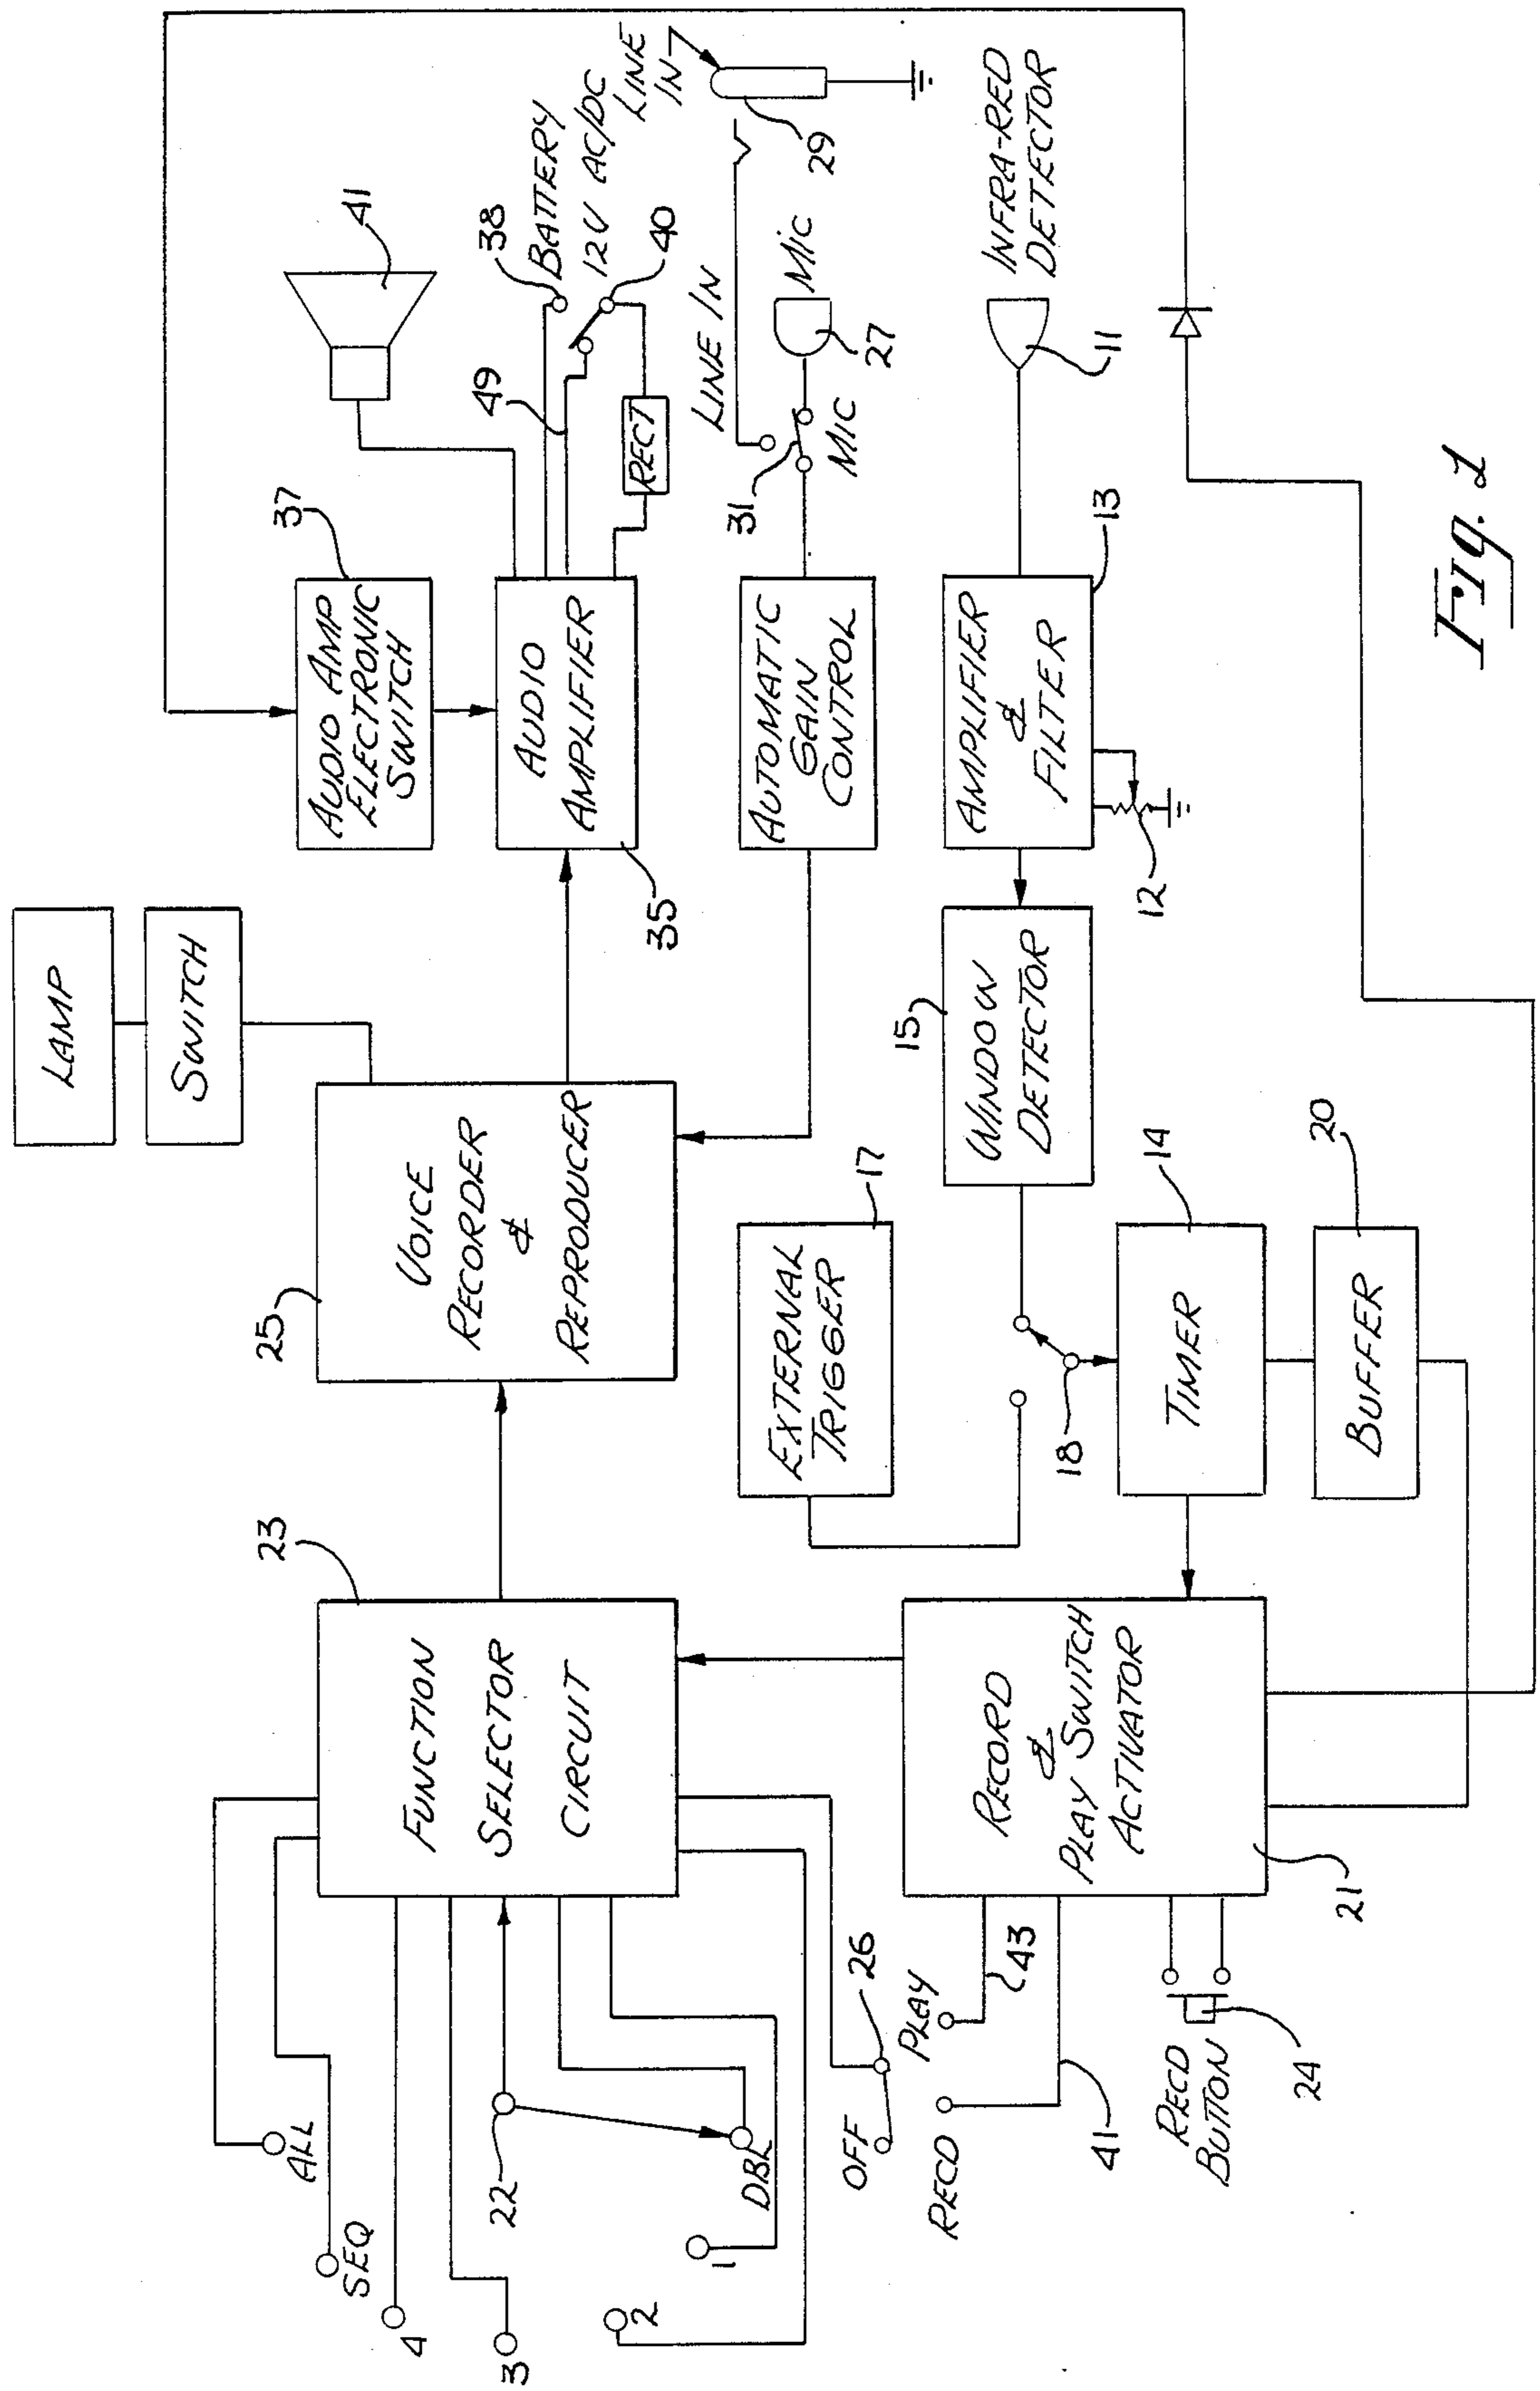 LAMP
SWITCH
37
41
AUDIO AMP
ELECTRONIC
SWITCH
38
BATTERY
12V AC/DC
40
49
RECT
AUDIO
AMPLIFIER
35
LINE
IN
29
LINE IN
MIC
27
31
MIC
AUTOMATIC
GAIN
CONTROL
25
VOICE
RECORDER
&
REPRODUCER
23
FUNCTION
SELECTOR
CIRCUIT
ALL
SEQ
4
3
22
DBL
1
2
OFF
26
INFRA-RED
DETECTOR
11
13
AMPLIFIER
&
FILTER
12
15
WINDOW
DETECTOR
17
EXTERNAL
TRIGGER
18
14
TIMER
20
BUFFER
RECORD
&
PLAY SWITCH
ACTIVATOR
21
PLAY
43
RECD
41
RECD
BUTTON
24
Fig. 1